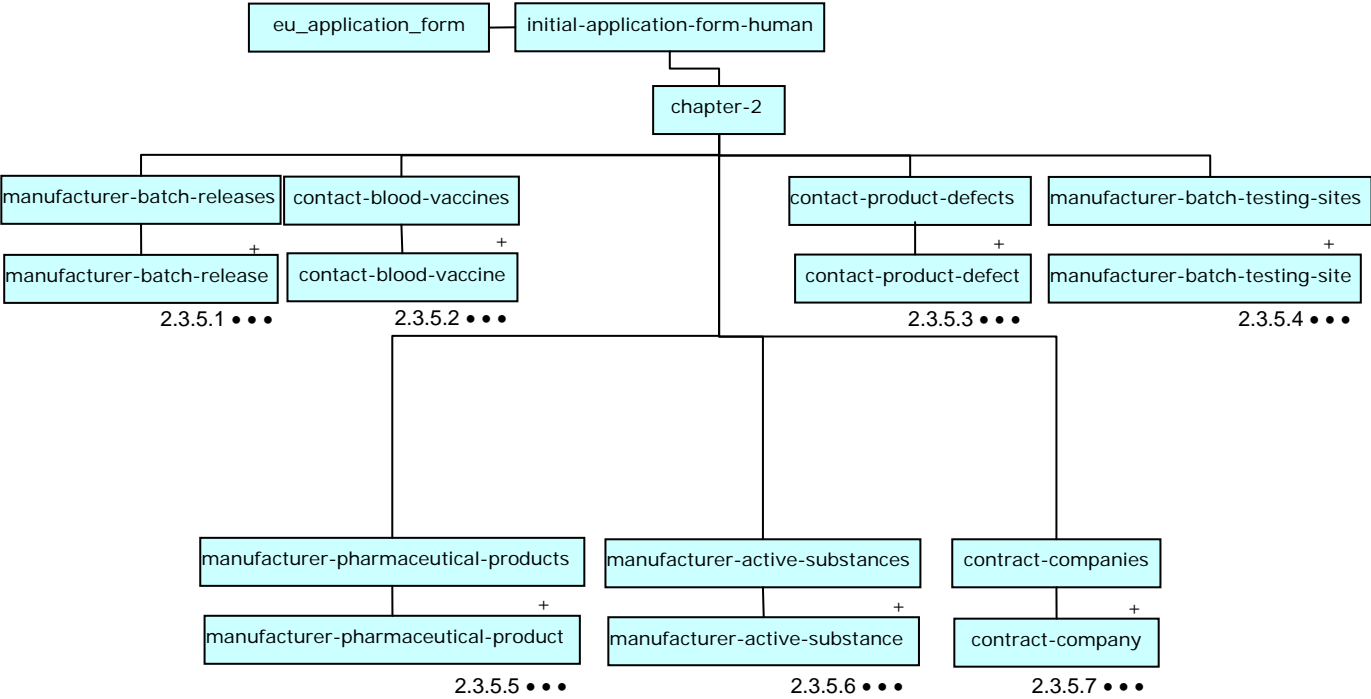 eu_application_form
initial-application-form-human
chapter-2
manufacturer-batch-releases
contact-blood-vaccines
contact-product-defects
manufacturer-batch-testing-sites
+
+
+
+
manufacturer-batch-release
contact-blood-vaccine
contact-product-defect
manufacturer-batch-testing-site
2.3.5.1 • • •
2.3.5.2 • • •
2.3.5.3 • • •
2.3.5.4 • • •
manufacturer-pharmaceutical-products
manufacturer-active-substances
contract-companies
+
+
+
manufacturer-pharmaceutical-product
manufacturer-active-substance
contract-company
2.3.5.5 • • •
2.3.5.6 • • •
2.3.5.7 • • •